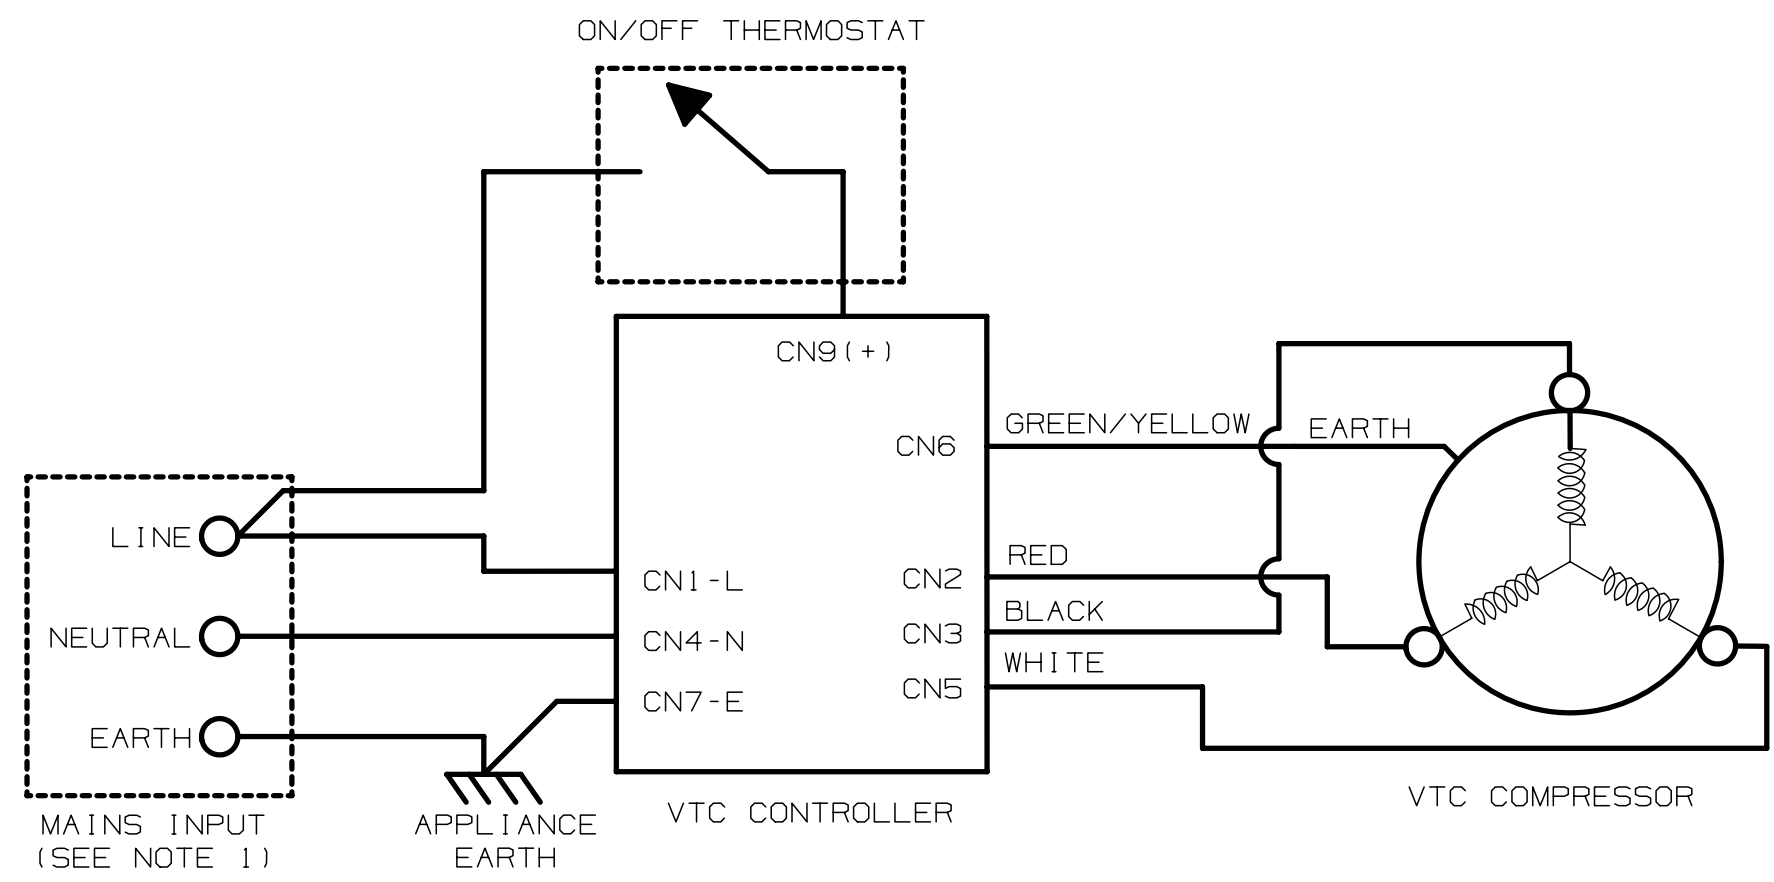 ON/OFF THERMOSTAT
CN9(+)
GREEN/YELLOW
EARTH
CN6
LINE
RED
CN1-L
CN2
BLACK
NEUTRAL
CN4-N
CN3
WHITE
CN7-E
CN5
EARTH
VTC COMPRESSOR
VTC CONTROLLER
MAINS INPUT
(SEE NOTE 1)
APPLIANCE
EARTH